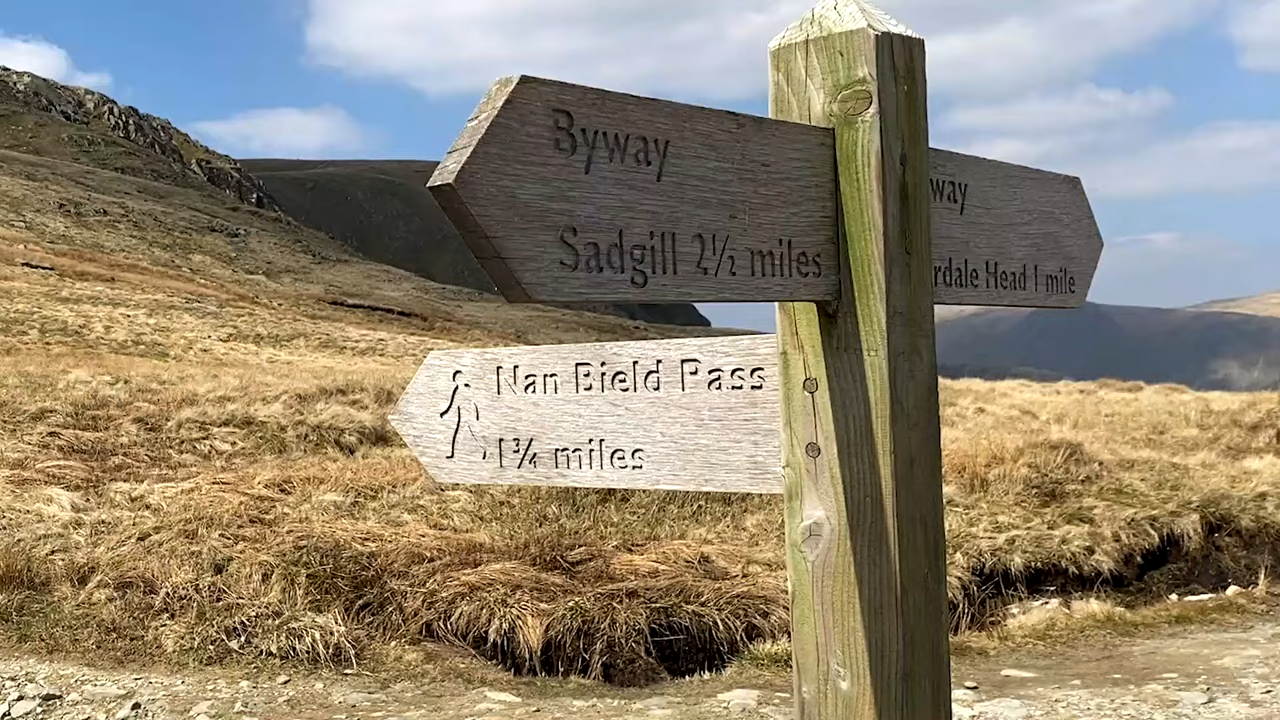 Byway
Sadgill 2½ miles
way
rdale Head 1 mile
Nan Bield Pass
1¾ miles